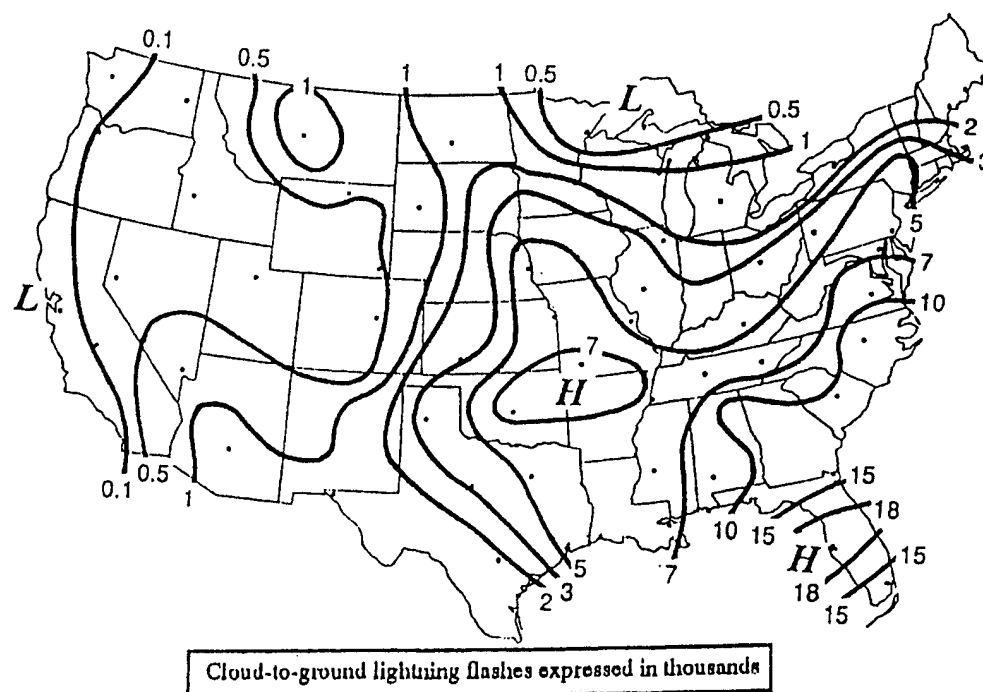 0.1 0.5 1 1 1 0.5
L 0.5
1
2
3
5
7
L
10
7
H
0.1 0.5 1
15
10 15 18
H 15
7 5 3 2 18 15
Cloud-to-ground lightning flashes expressed in thousands